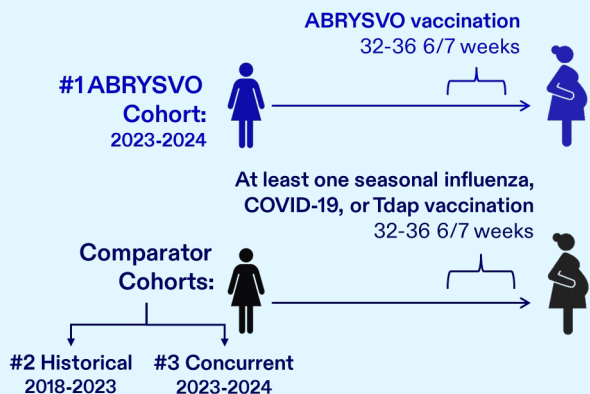 ABRYSVO vaccination
32-36 6/7 weeks
#1 ABRYSVO
Cohort:
2023-2024
At least one seasonal influenza,
COVID-19, or Tdap vaccination
32-36 6/7 weeks
Comparator
Cohorts:
#2 Historical
2018-2023
#3 Concurrent
2023-2024